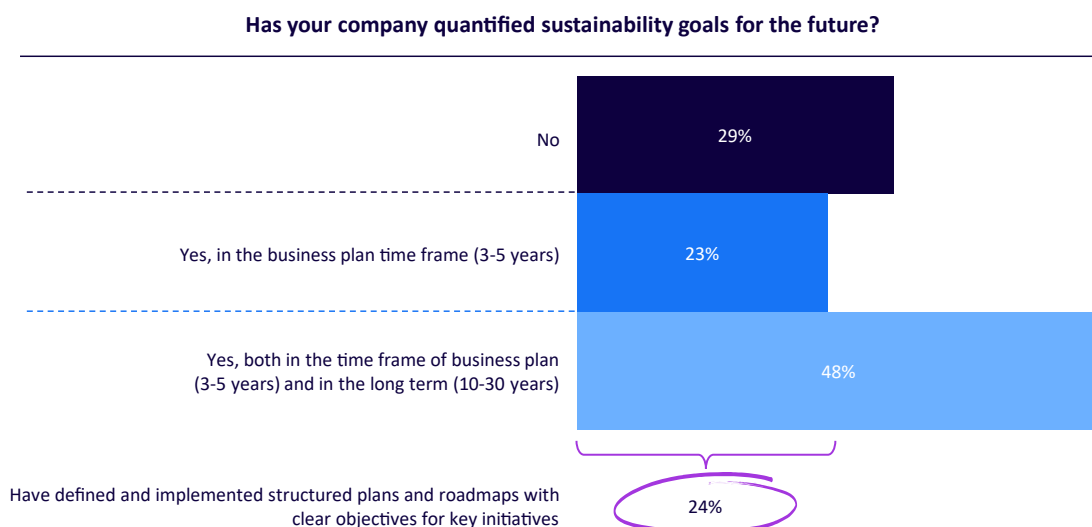 Has your company quantified sustainability goals for the future?
No
29%
Yes, in the business plan time frame (3-5 years)
23%
Yes, both in the time frame of business plan
(3-5 years) and in the long term (10-30 years)
48%
Have defined and implemented structured plans and roadmaps with
clear objectives for key initiatives
24%